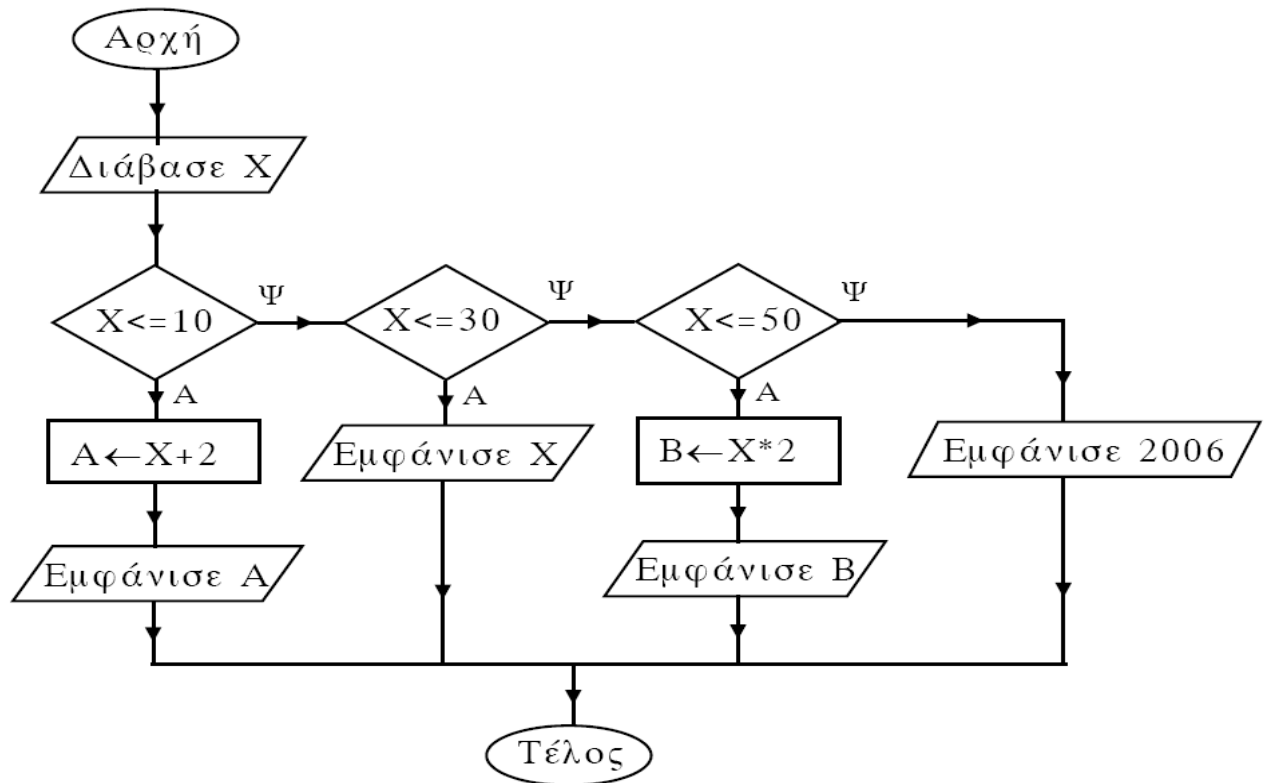 Αρχή
Διάβασε Χ
Χ<=10
Ψ
Χ<=30
Ψ
Χ<=50
Ψ
Α
Α
Α
Α←Χ+2
Εμφάνισε Χ
Β←Χ*2
Εμφάνισε 2006
Εμφάνισε Α
Εμφάνισε Β
Τέλος